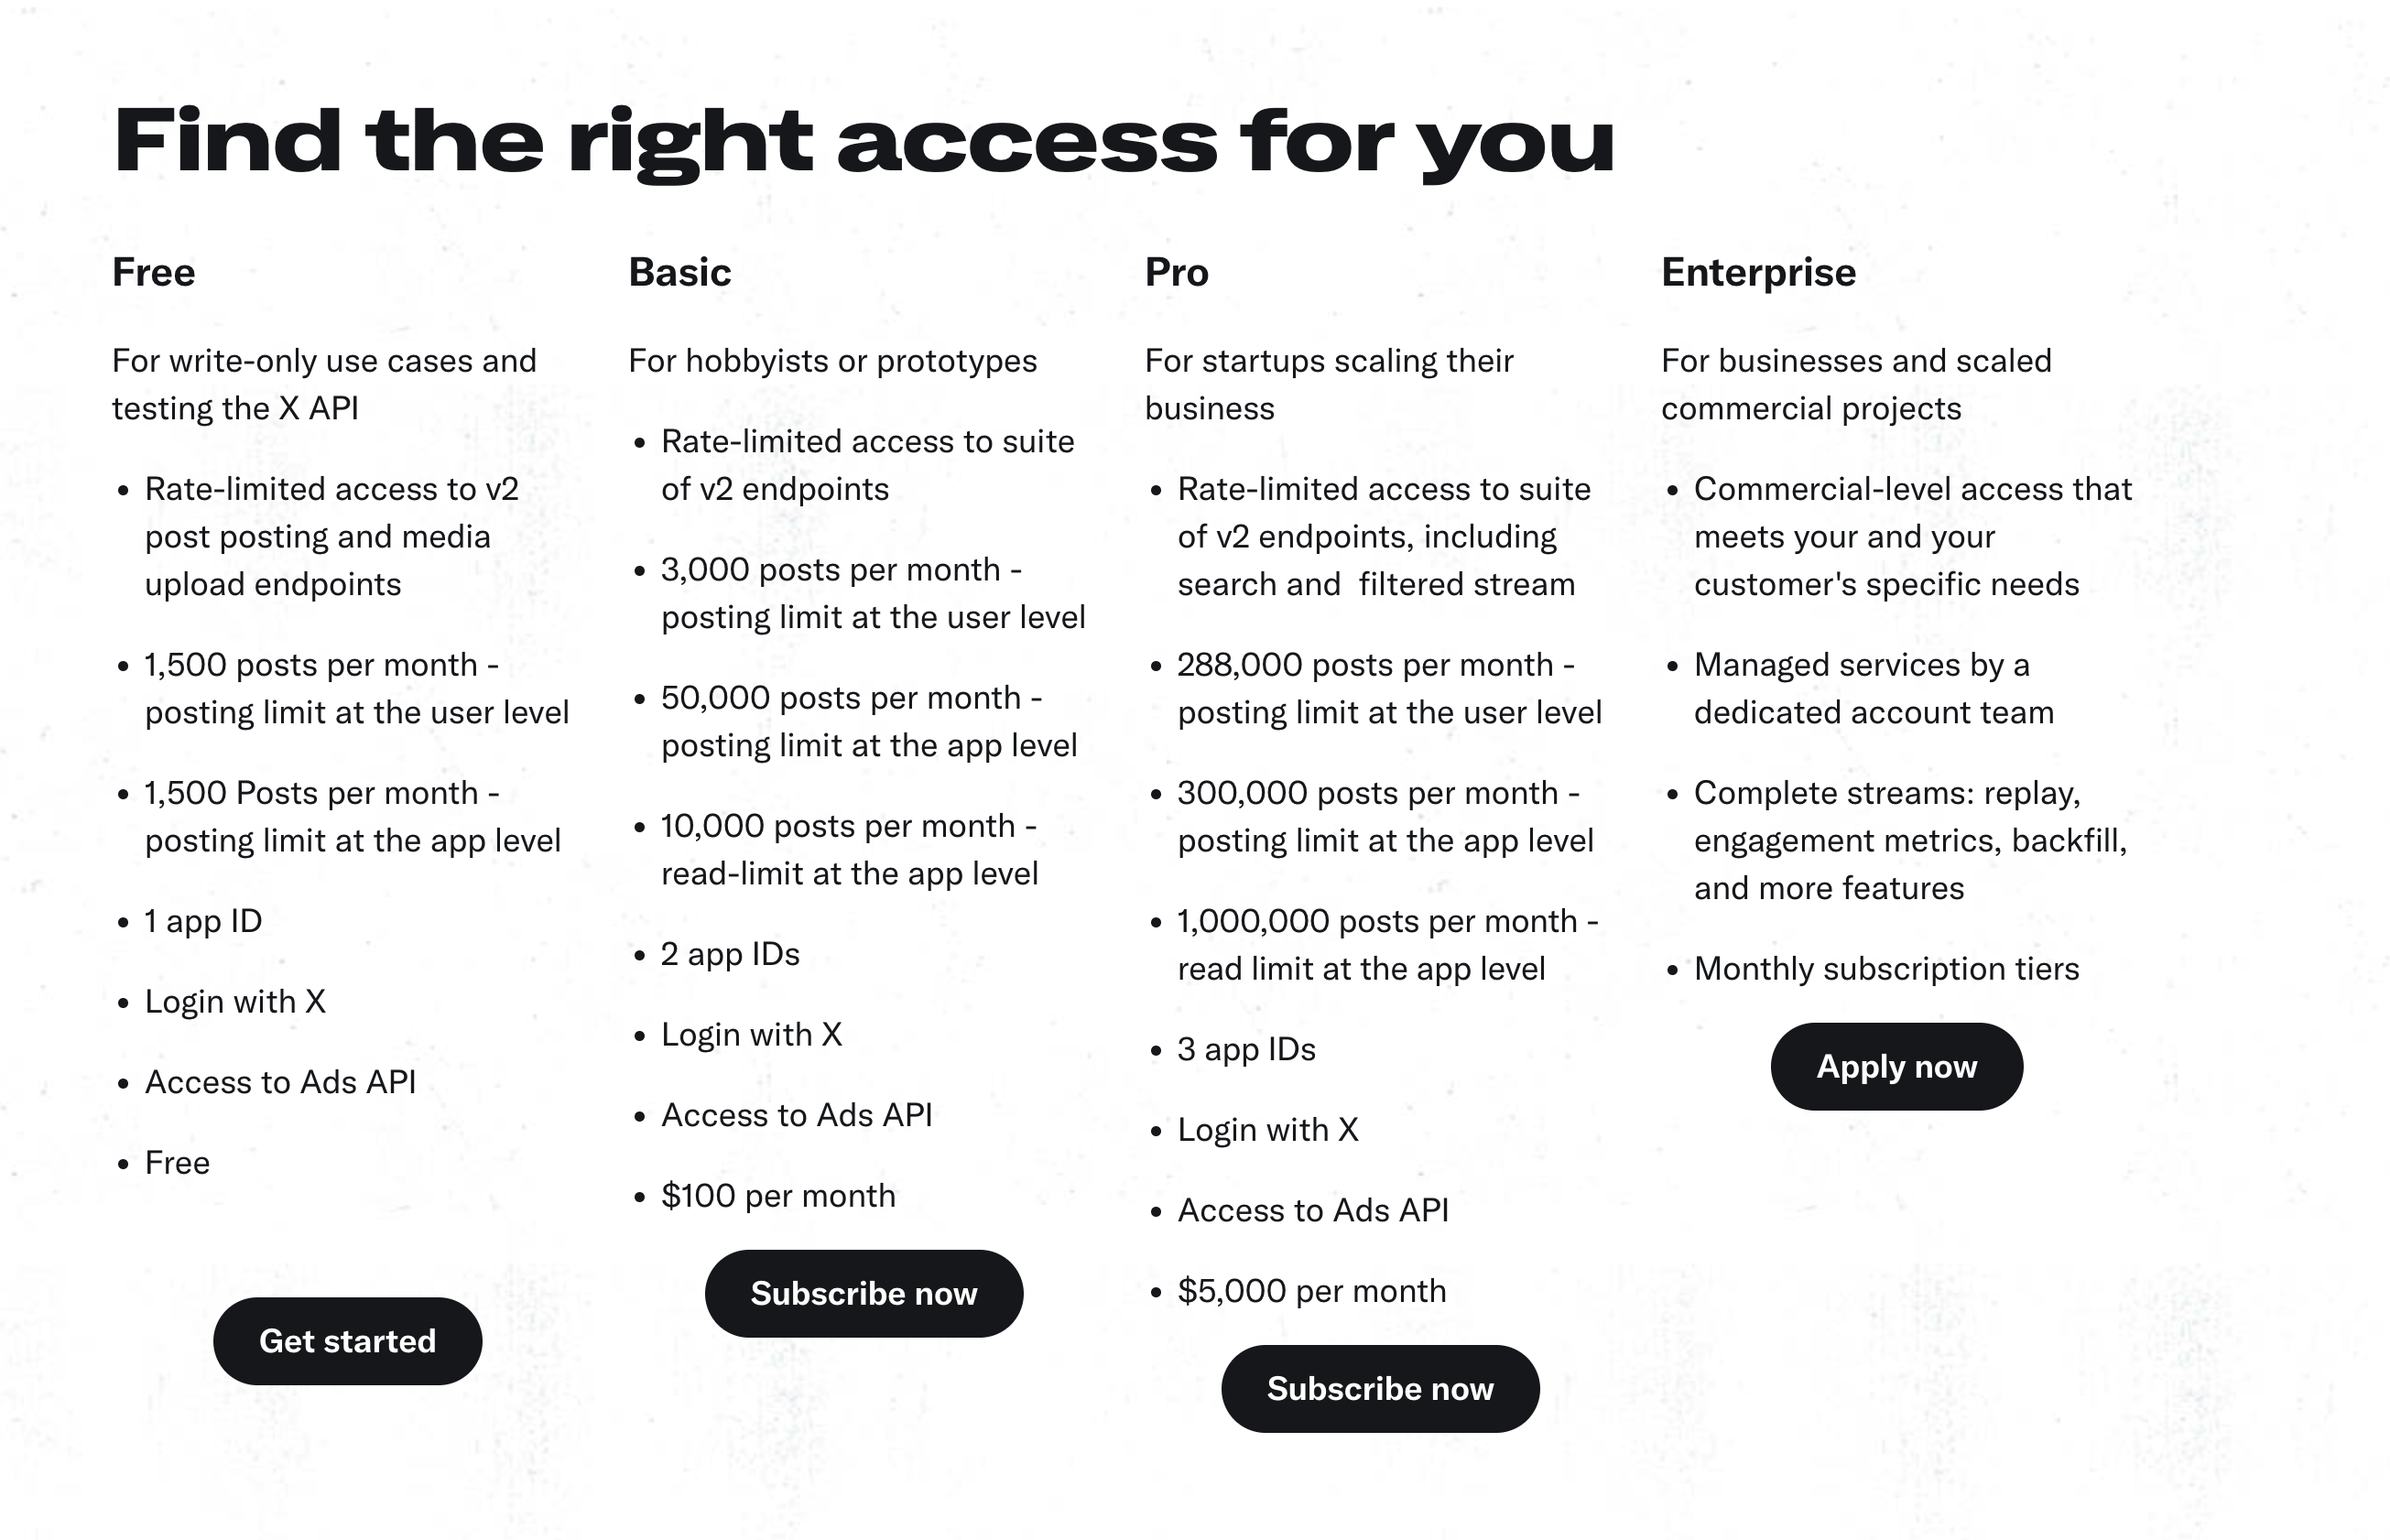 Find the right access for you
Free
For write-only use cases and
testing the X API
• Rate-limited access to v2
post posting and media
upload endpoints
• 1,500 posts per month -
posting limit at the user level
• 1,500 Posts per month -
posting limit at the app level
• 1 app ID
• Login with X
• Access to Ads API
• Free
Get started
Basic
For hobbyists or prototypes
• Rate-limited access to suite
of v2 endpoints
• 3,000 posts per month -
posting limit at the user level
• 50,000 posts per month -
posting limit at the app level
• 10,000 posts per month -
read-limit at the app level
• 2 app IDs
• Login with X
• Access to Ads API
• $100 per month
Subscribe now
Pro
For startups scaling their
business
• Rate-limited access to suite
of v2 endpoints, including
search and  filtered stream
• 288,000 posts per month -
posting limit at the user level
• 300,000 posts per month -
posting limit at the app level
• 1,000,000 posts per month -
read limit at the app level
• 3 app IDs
• Login with X
• Access to Ads API
• $5,000 per month
Subscribe now
Enterprise
For businesses and scaled
commercial projects
• Commercial-level access that
meets your and your
customer's specific needs
• Managed services by a
dedicated account team
• Complete streams: replay,
engagement metrics, backfill,
and more features
• Monthly subscription tiers
Apply now